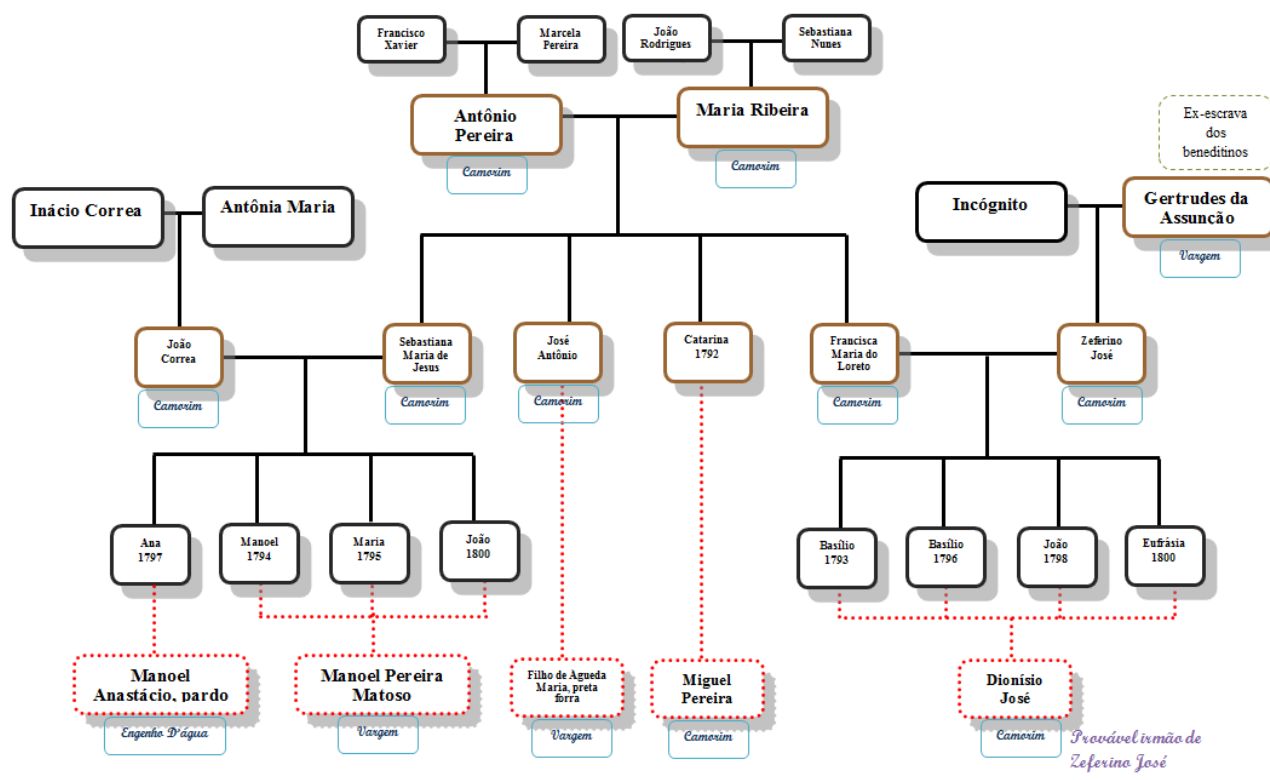 Francisco
Xavier
Marcela
Pereira
João
Rodrigues
Sebastiana
Nunes
Antônio
Pereira
Camorim
Maria Ribeira
Camorim
Ex-escrava
dos
beneditinos
Inácio Correa
Antônia Maria
Incógnito
Gertrudes da
Assunção
Vargem
João
Correa
Camorim
Sebastiana
Maria de
Jesus
Camorim
José
Antônio
Camorim
Catarina
1792
Francisca
Maria do
Loreto
Camorim
Zeferino
José
Camorim
Ana
1797
Manoel
1794
Maria
1795
João
1800
Basílio
1793
Basílio
1796
João
1798
Eufrásia
1800
Manoel
Anastácio, pardo
Engenho D'água
Manoel Pereira
Matoso
Vargem
Filho de Agueda
Maria, preta
forra
Vargem
Miguel
Pereira
Camorim
Dionísio
José
Camorim
Provável irmão de
Zeferino José